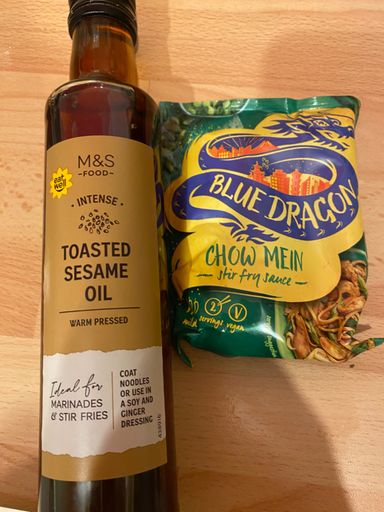 M&S
FOOD
eat well
INTENSE
TOASTED
SESAME
OIL
WARM PRESSED
Ideal for
MARINADES
& STIR FRIES
COAT
NOODLES
OR USE IN
A SOY AND
GINGER
DRESSING
BLUE DRAGON
CHOW MEIN
stir fry sauce
mild
2
servings
V
vegan